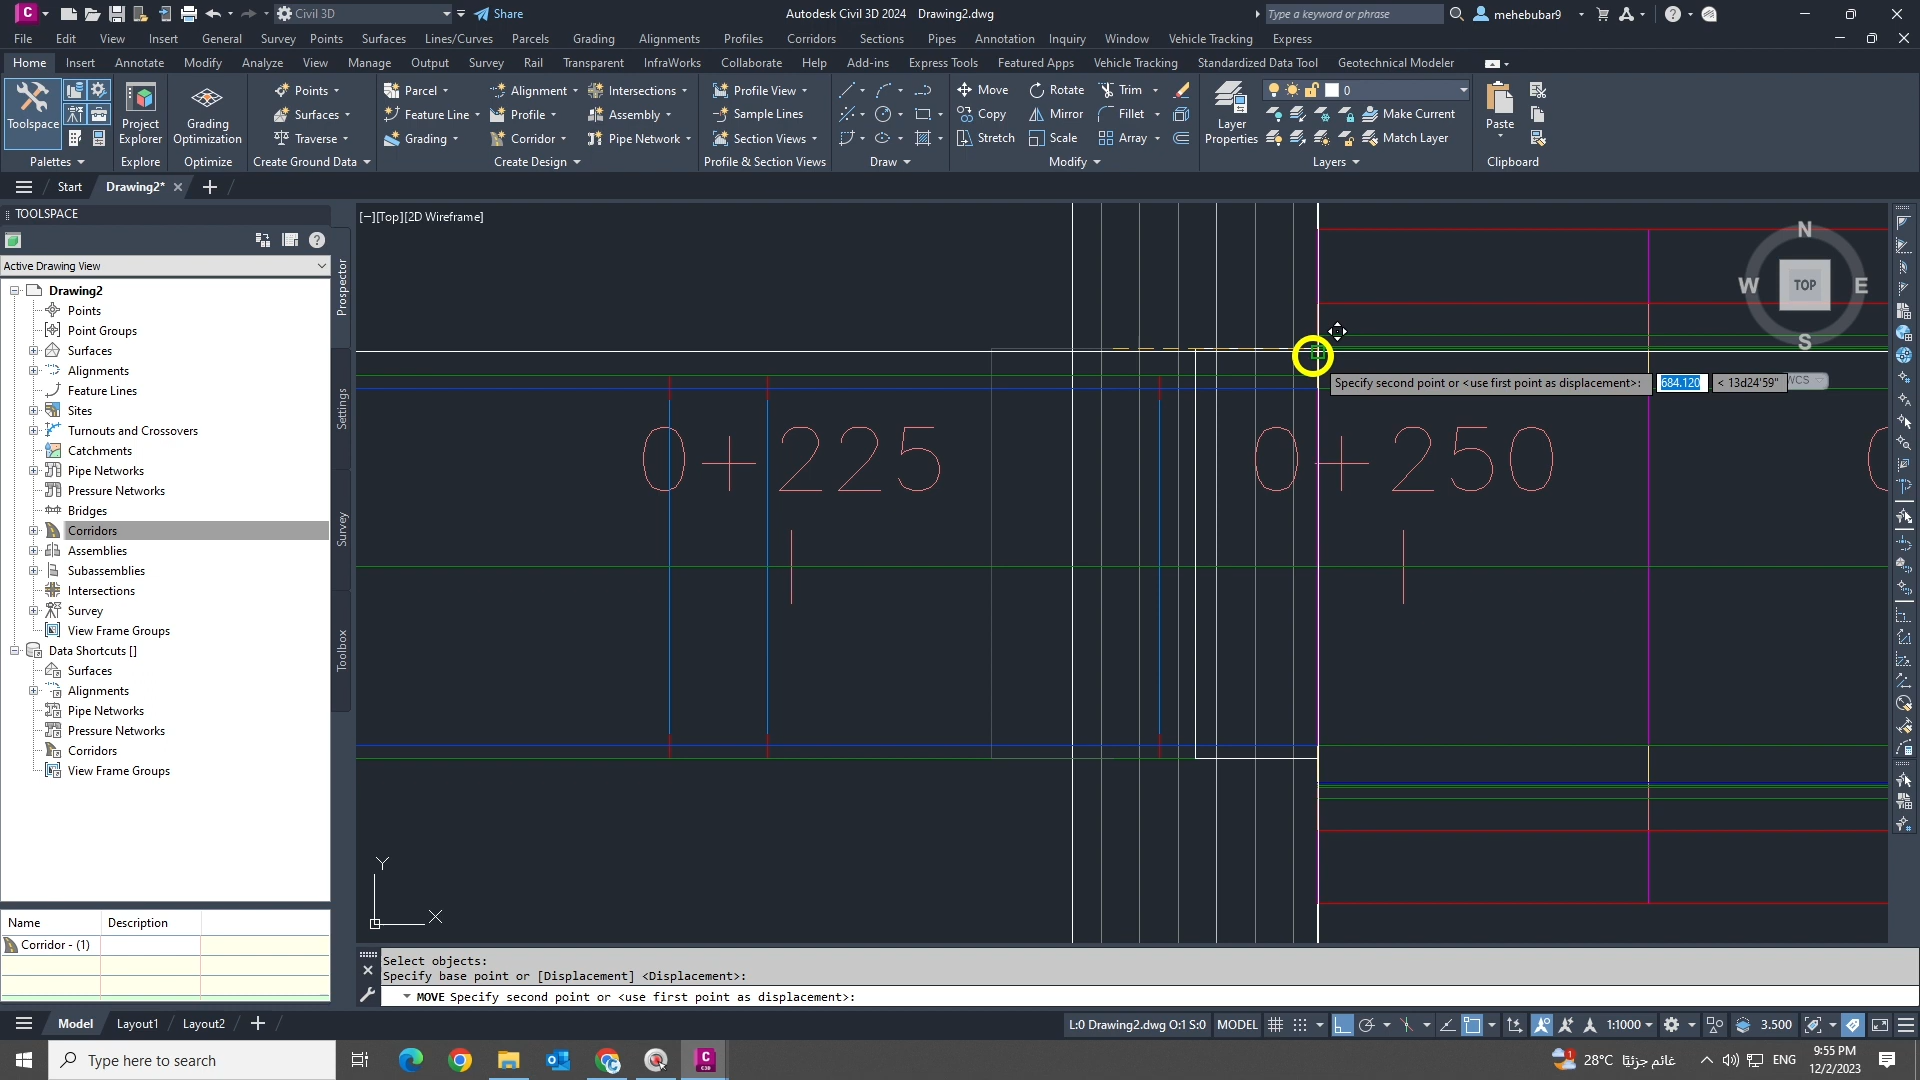 Civil 3D
Share
Autodesk Civil 3D 2024 Drawing2.dwg
Type a keyword or phrase
mehebubar9
File Edit View Insert General Survey Points Surfaces Lines/Curves Parcels Grading Alignments Profiles Corridors Sections Pipes Annotation Inquiry Window Vehicle Tracking Express
Home Insert Annotate Modify Analyze View Manage Output Survey Rail Transparent InfraWorks Collaborate Help Add-ins Express Tools Featured Apps Vehicle Tracking Standardized Data Tool Geotechnical Modeler
Points Parcel Alignment Intersections Profile View Move Rotate Trim 0
Toolspace Project Explorer Grading Optimization Surfaces Feature Line Profile Assembly Sample Lines Copy Mirror Fillet Layer Properties Make Current Paste
Traverse Grading Corridor Pipe Network Section Views Stretch Scale Array Match Layer
Palettes Explore Optimize Create Ground Data Create Design Profile & Section Views Draw Modify Layers Clipboard
Start Drawing2*
TOOLSPACE
[−][Top][2D Wireframe]
Active Drawing View
Drawing2
Points
Point Groups
Surfaces
Alignments
Feature Lines
Sites
Turnouts and Crossovers
Catchments
Pipe Networks
Pressure Networks
Bridges
Corridors
Assemblies
Subassemblies
Intersections
Survey
View Frame Groups
Data Shortcuts []
Surfaces
Alignments
Pipe Networks
Pressure Networks
Corridors
View Frame Groups
Prospector
Settings
Survey
Toolbox
N
W TOP E
S
Specify second point or <use first point as displacement>: 684.120 < 13d24'59"
WCS
0+225 0+250 0
Y
X
Name Description
Corridor - (1)
Select objects:
Specify base point or [Displacement] <Displacement>:
MOVE Specify second point or <use first point as displacement>:
Model Layout1 Layout2
L:0 Drawing2.dwg O:1 S:0 MODEL 1:1000 3.500
Type here to search
28°C غائم جزئيًا
ENG
9:55 PM
12/2/2023